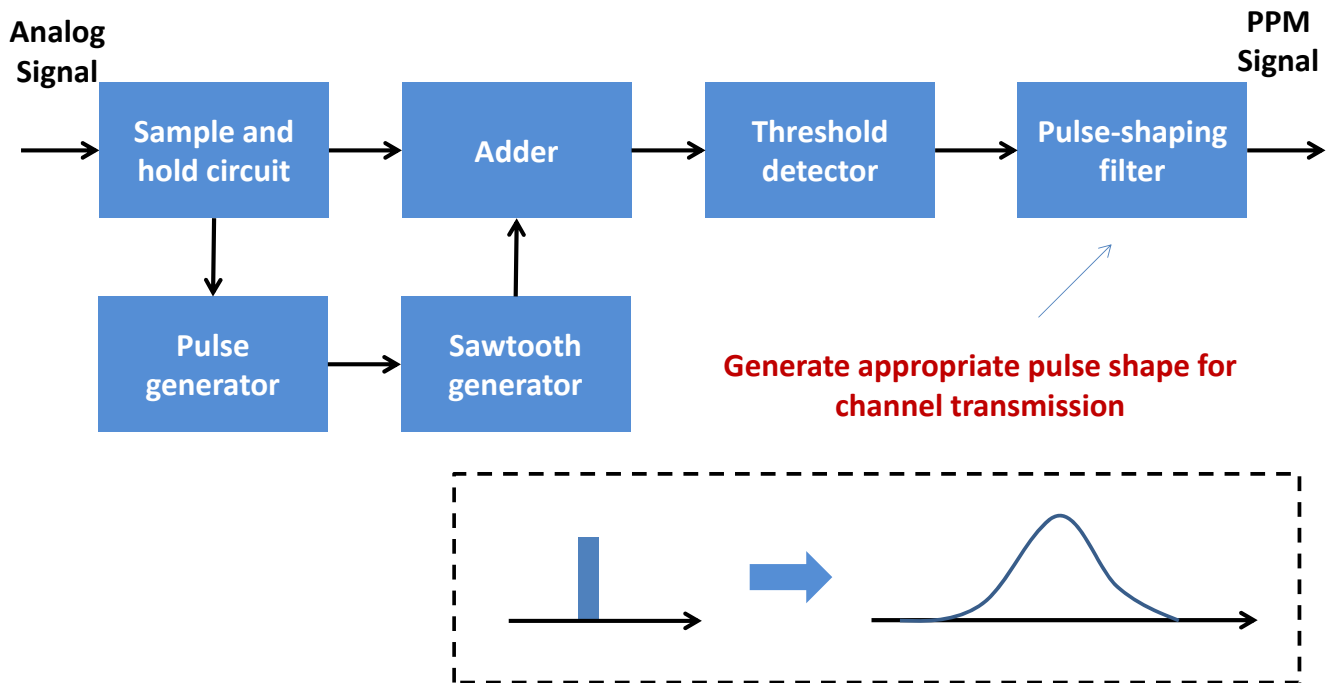 Analog
Signal
PPM
Signal
Sample and
hold circuit
Adder
Threshold
detector
Pulse-shaping
filter
Pulse
generator
Sawtooth
generator
Generate appropriate pulse shape for
channel transmission